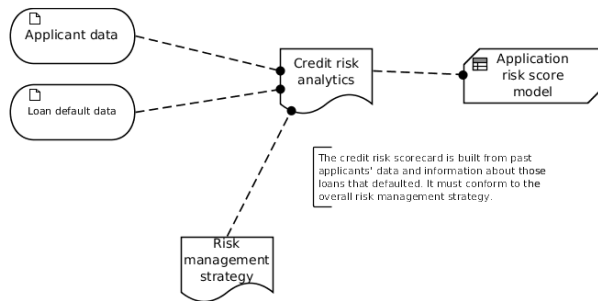 Applicant data
Credit risk
analytics
Application
risk score
model
Loan default data
The credit risk scorecard is built from past
applicants' data and information about those
loans that defaulted. It must conform to the
overall risk management strategy.
Risk
management
strategy